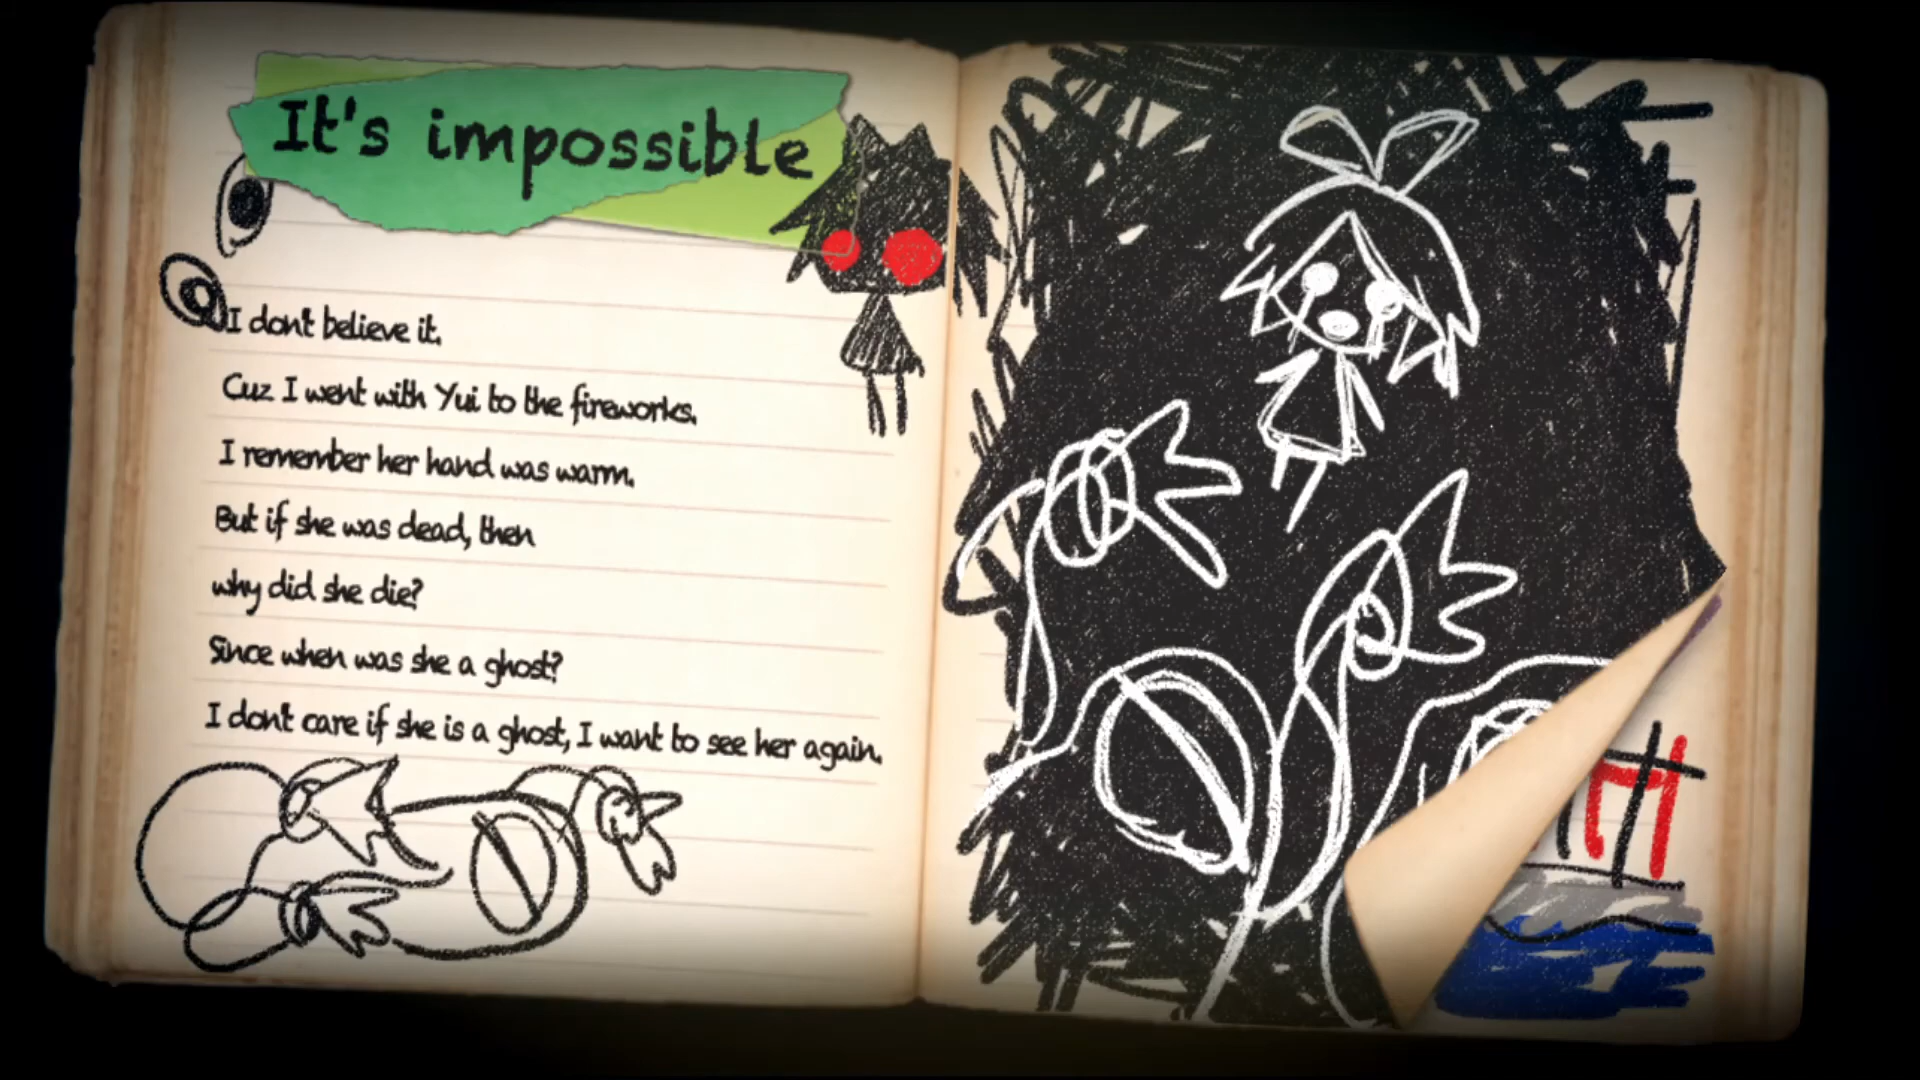 It's impossible
I don't believe it.
Cuz I went with Yui to the fireworks.
I remember her hand was warm.
But if she was dead, then
why did she die?
Since when was she a ghost?
I don't care if she is a ghost, I want to see her again.